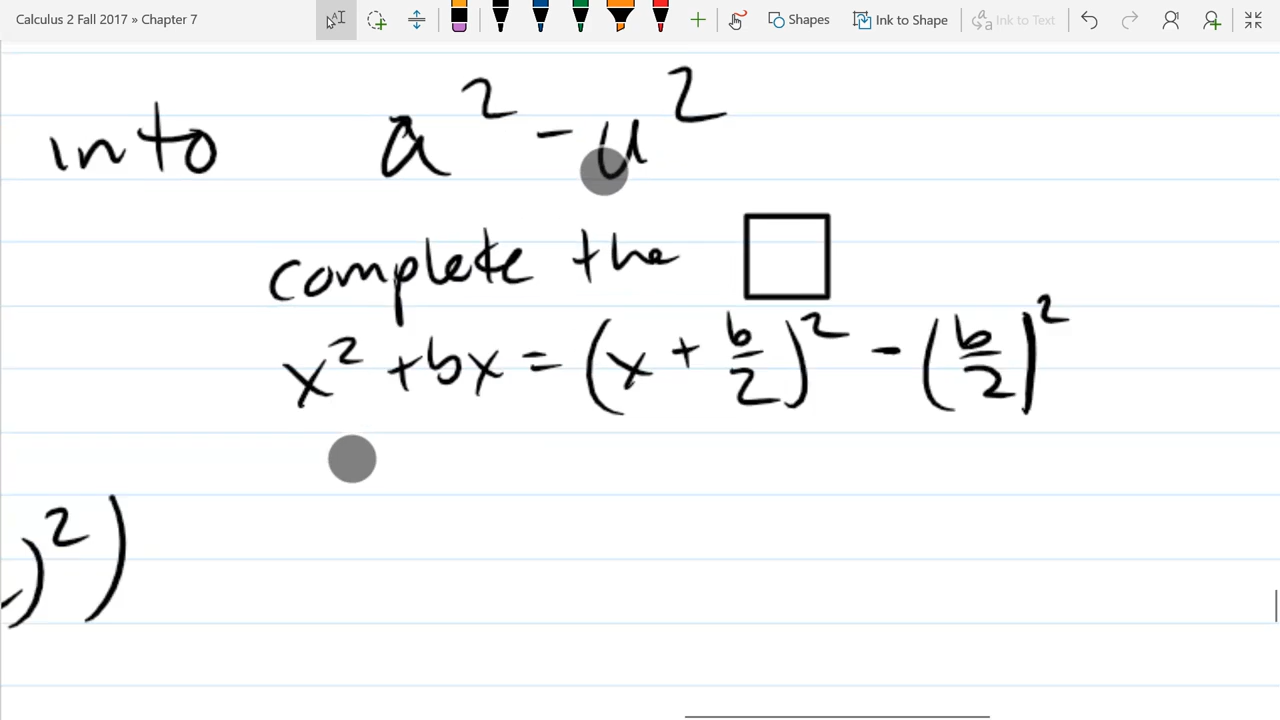 Calculus 2 Fall 2017 » Chapter 7
Shapes
Ink to Shape
Ink to Text
into a² - u²
complete the □
x² + bx = (x + b/2)² - (b/2)²
)²)